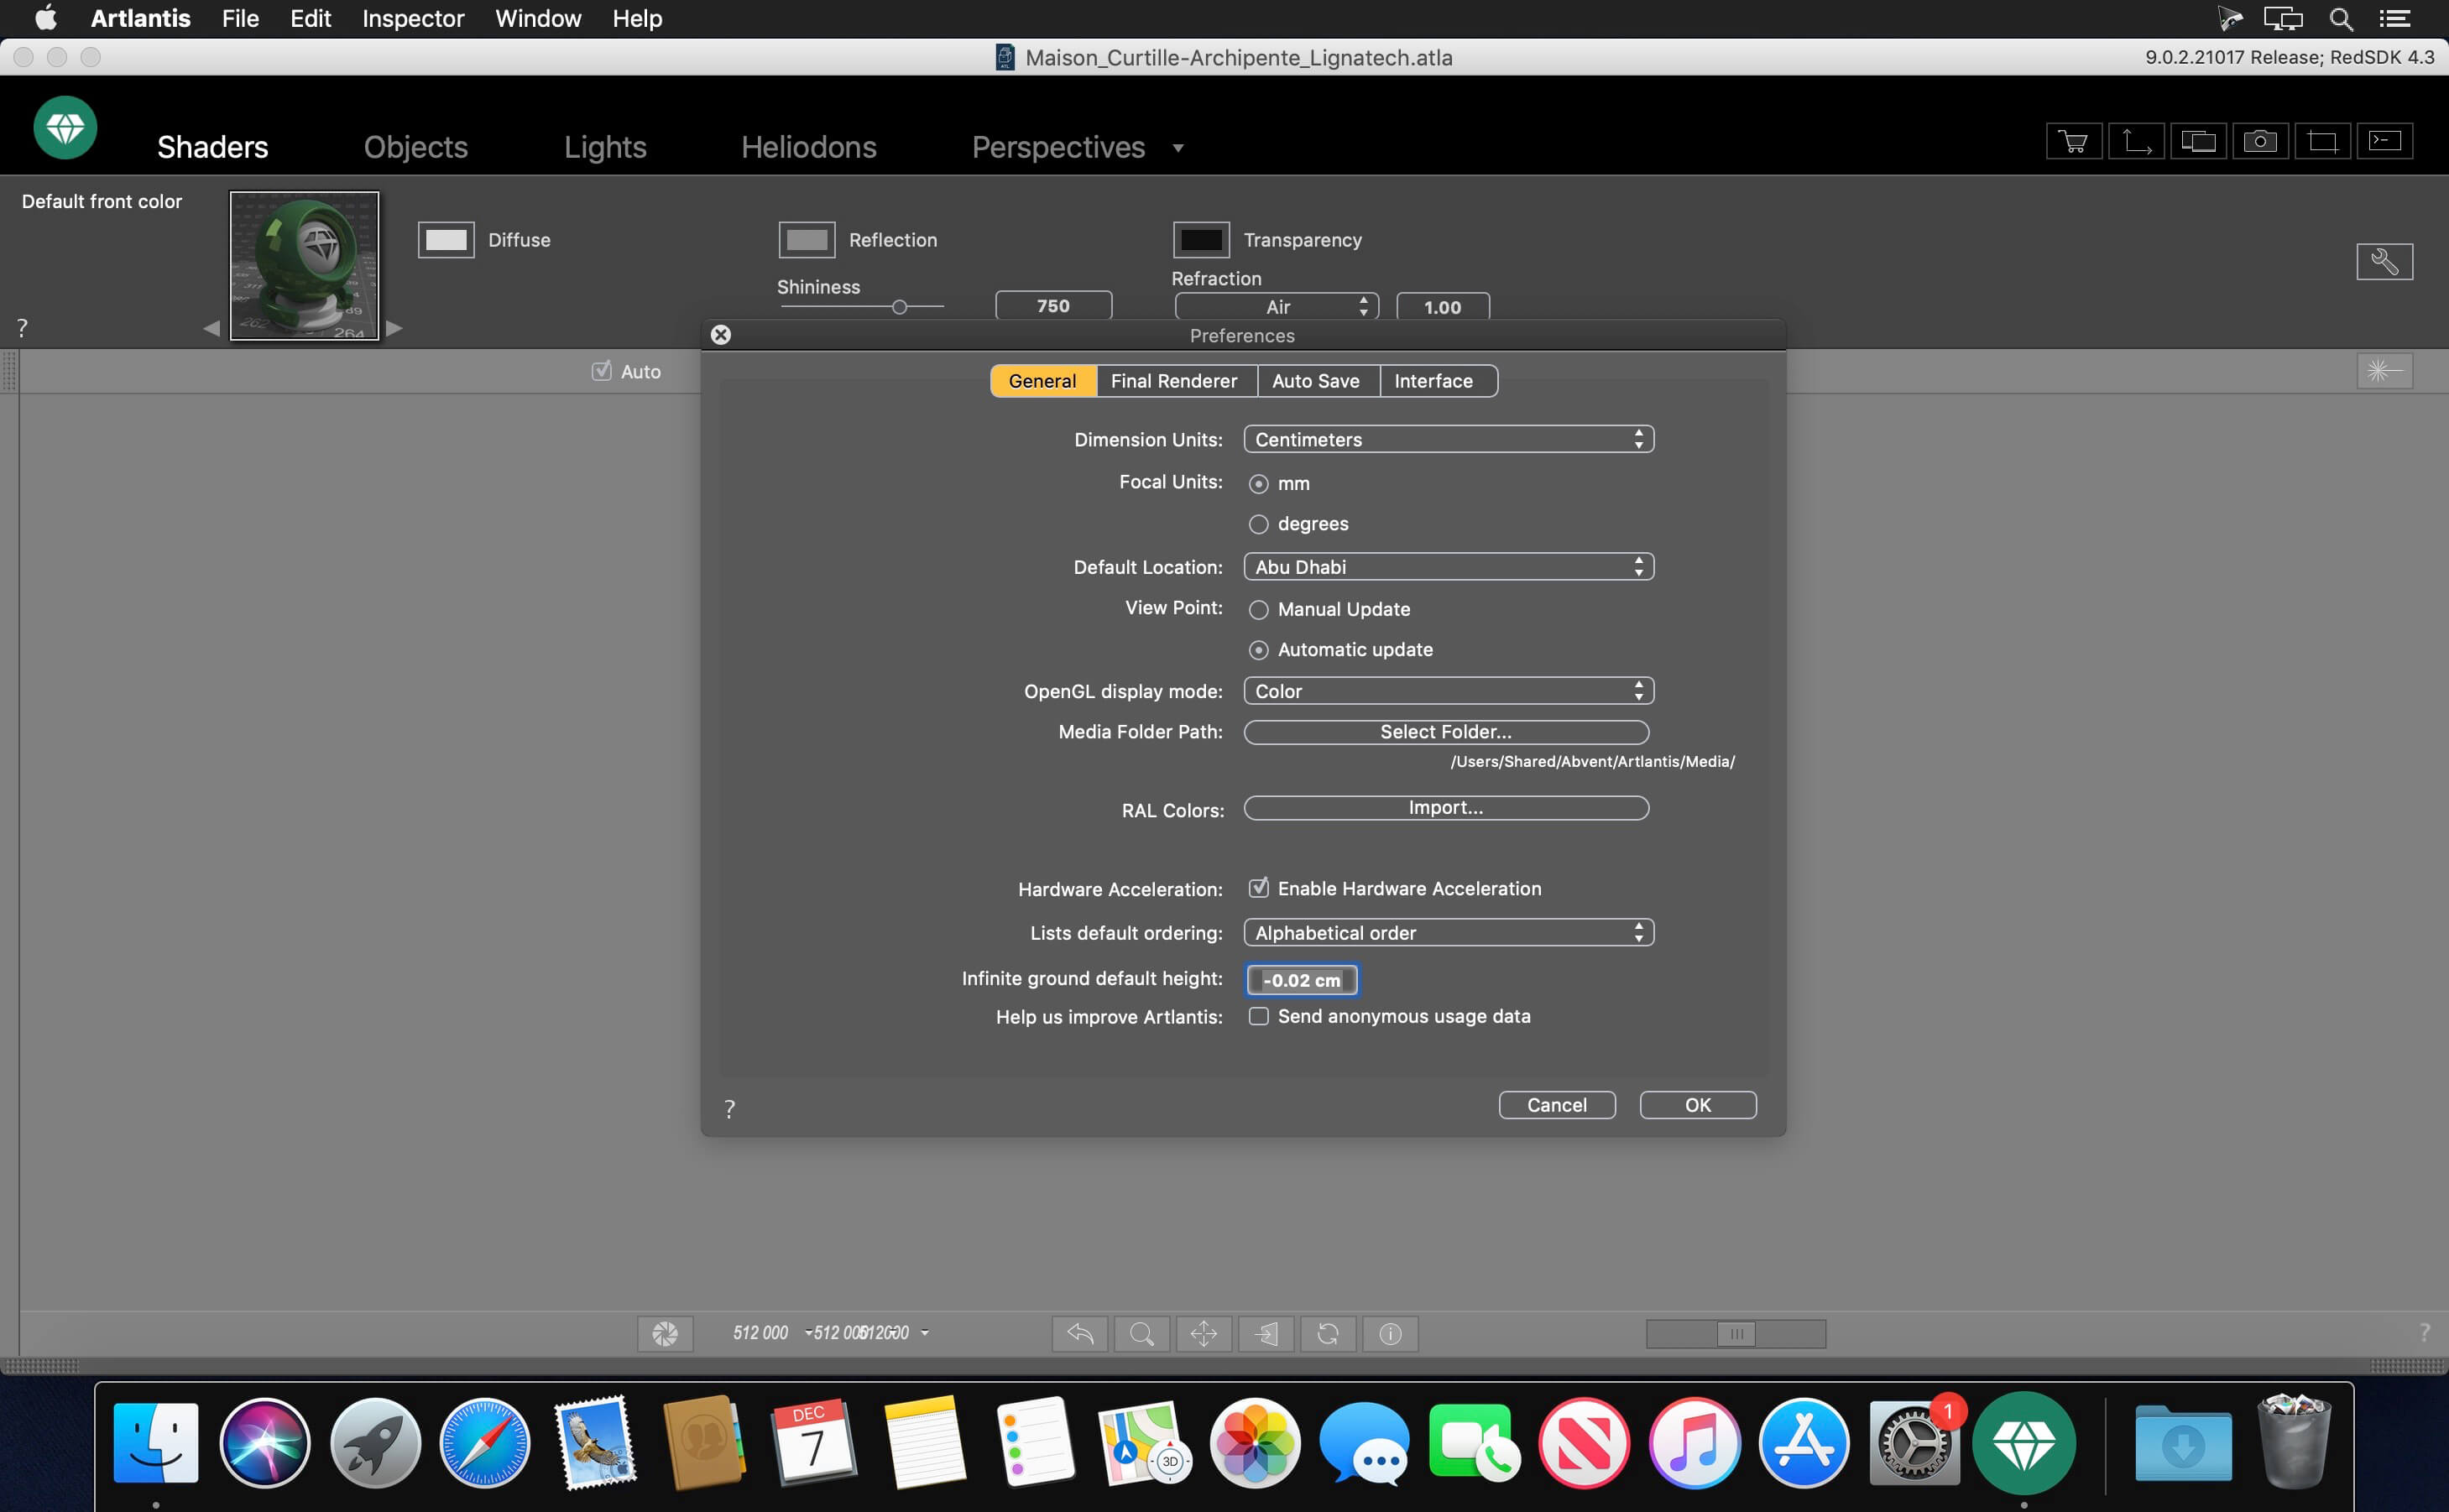 Artlantis File Edit Inspector Window Help
Maison_Curtille-Archipente_Lignatech.atla
9.0.2.21017 Release; RedSDK 4.3
Shaders Objects Lights Heliodons Perspectives
Default front color
Diffuse
Reflection
Transparency
Shininess
750
Refraction
Air
1.00
?
Auto
Preferences
General Final Renderer Auto Save Interface
Dimension Units: Centimeters
Focal Units: mm
degrees
Default Location: Abu Dhabi
View Point: Manual Update
Automatic update
OpenGL display mode: Color
Media Folder Path: Select Folder...
/Users/Shared/Abvent/Artlantis/Media/
RAL Colors: Import...
Hardware Acceleration: Enable Hardware Acceleration
Lists default ordering: Alphabetical order
Infinite ground default height: -0.02 cm
Help us improve Artlantis: Send anonymous usage data
?
Cancel OK
512 000
?
DEC
7
3D
1